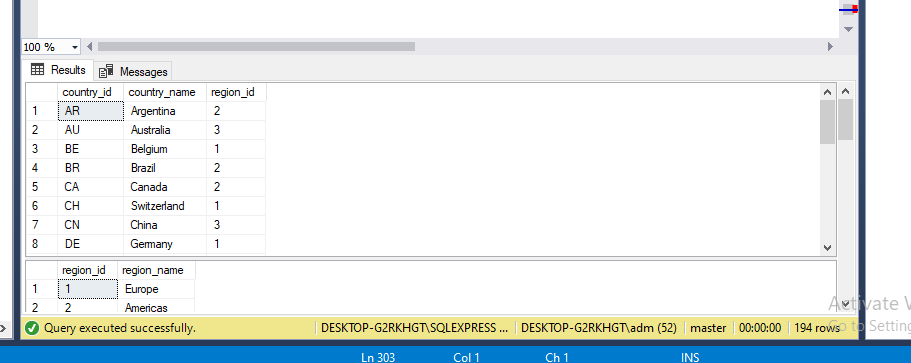 100 %
Results Messages
country_id country_name region_id
1 AR Argentina 2
2 AU Australia 3
3 BE Belgium 1
4 BR Brazil 2
5 CA Canada 2
6 CH Switzerland 1
7 CN China 3
8 DE Germany 1
region_id region_name
1 1 Europe
2 2 Americas
Activate
Query executed successfully. DESKTOP-G2RKHGT\SQLEXPRESS ... DESKTOP-G2RKHGT\adm (52) master 00:00:00 194 rows
Go to Setting
Ln 303 Col 1 Ch 1 INS